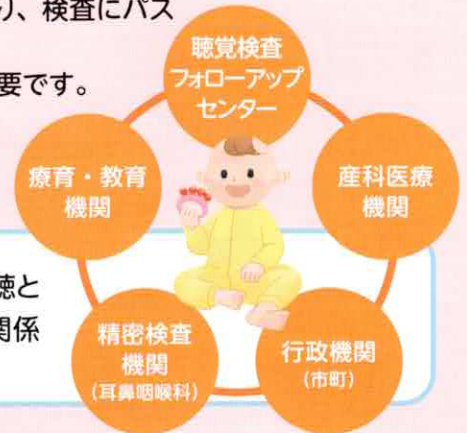 り、検査にパス
要です。
聴覚検査
フォローアップ
センター
療育・教育
機関
産科医療
機関
聴と
関係
精密検査
機関
(耳鼻咽喉科)
行政機関
(市町)